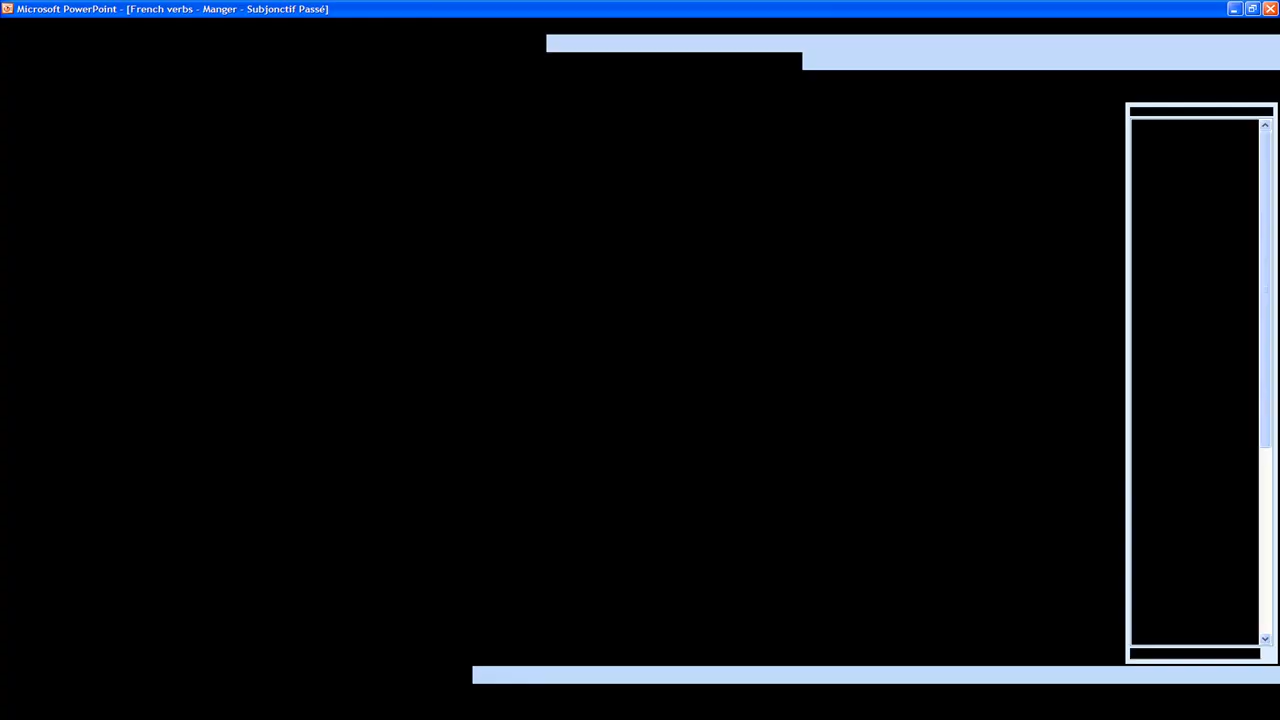 Microsoft PowerPoint - [French verbs - Manger - Subjonctif Passé]